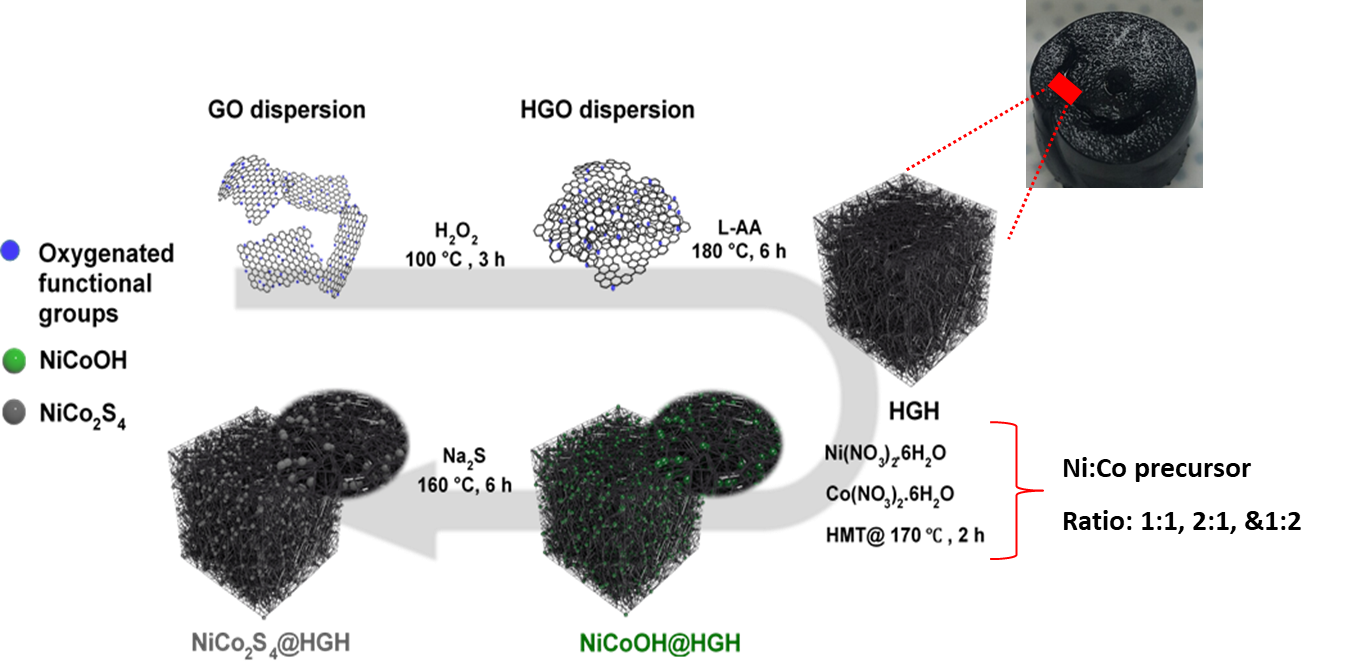 GO dispersion
HGO dispersion
H₂O₂
100 °C , 3 h
L-AA
180 °C, 6 h
Oxygenated
functional
groups
NiCoOH
NiCo₂S₄
HGH
Ni(NO₃)₂.6H₂O
Co(NO₃)₂.6H₂O
HMT@ 170 ℃ , 2 h
Ni:Co precursor
Ratio: 1:1, 2:1, &1:2
Na₂S
160 °C, 6 h
NiCo₂S₄@HGH
NiCoOH@HGH